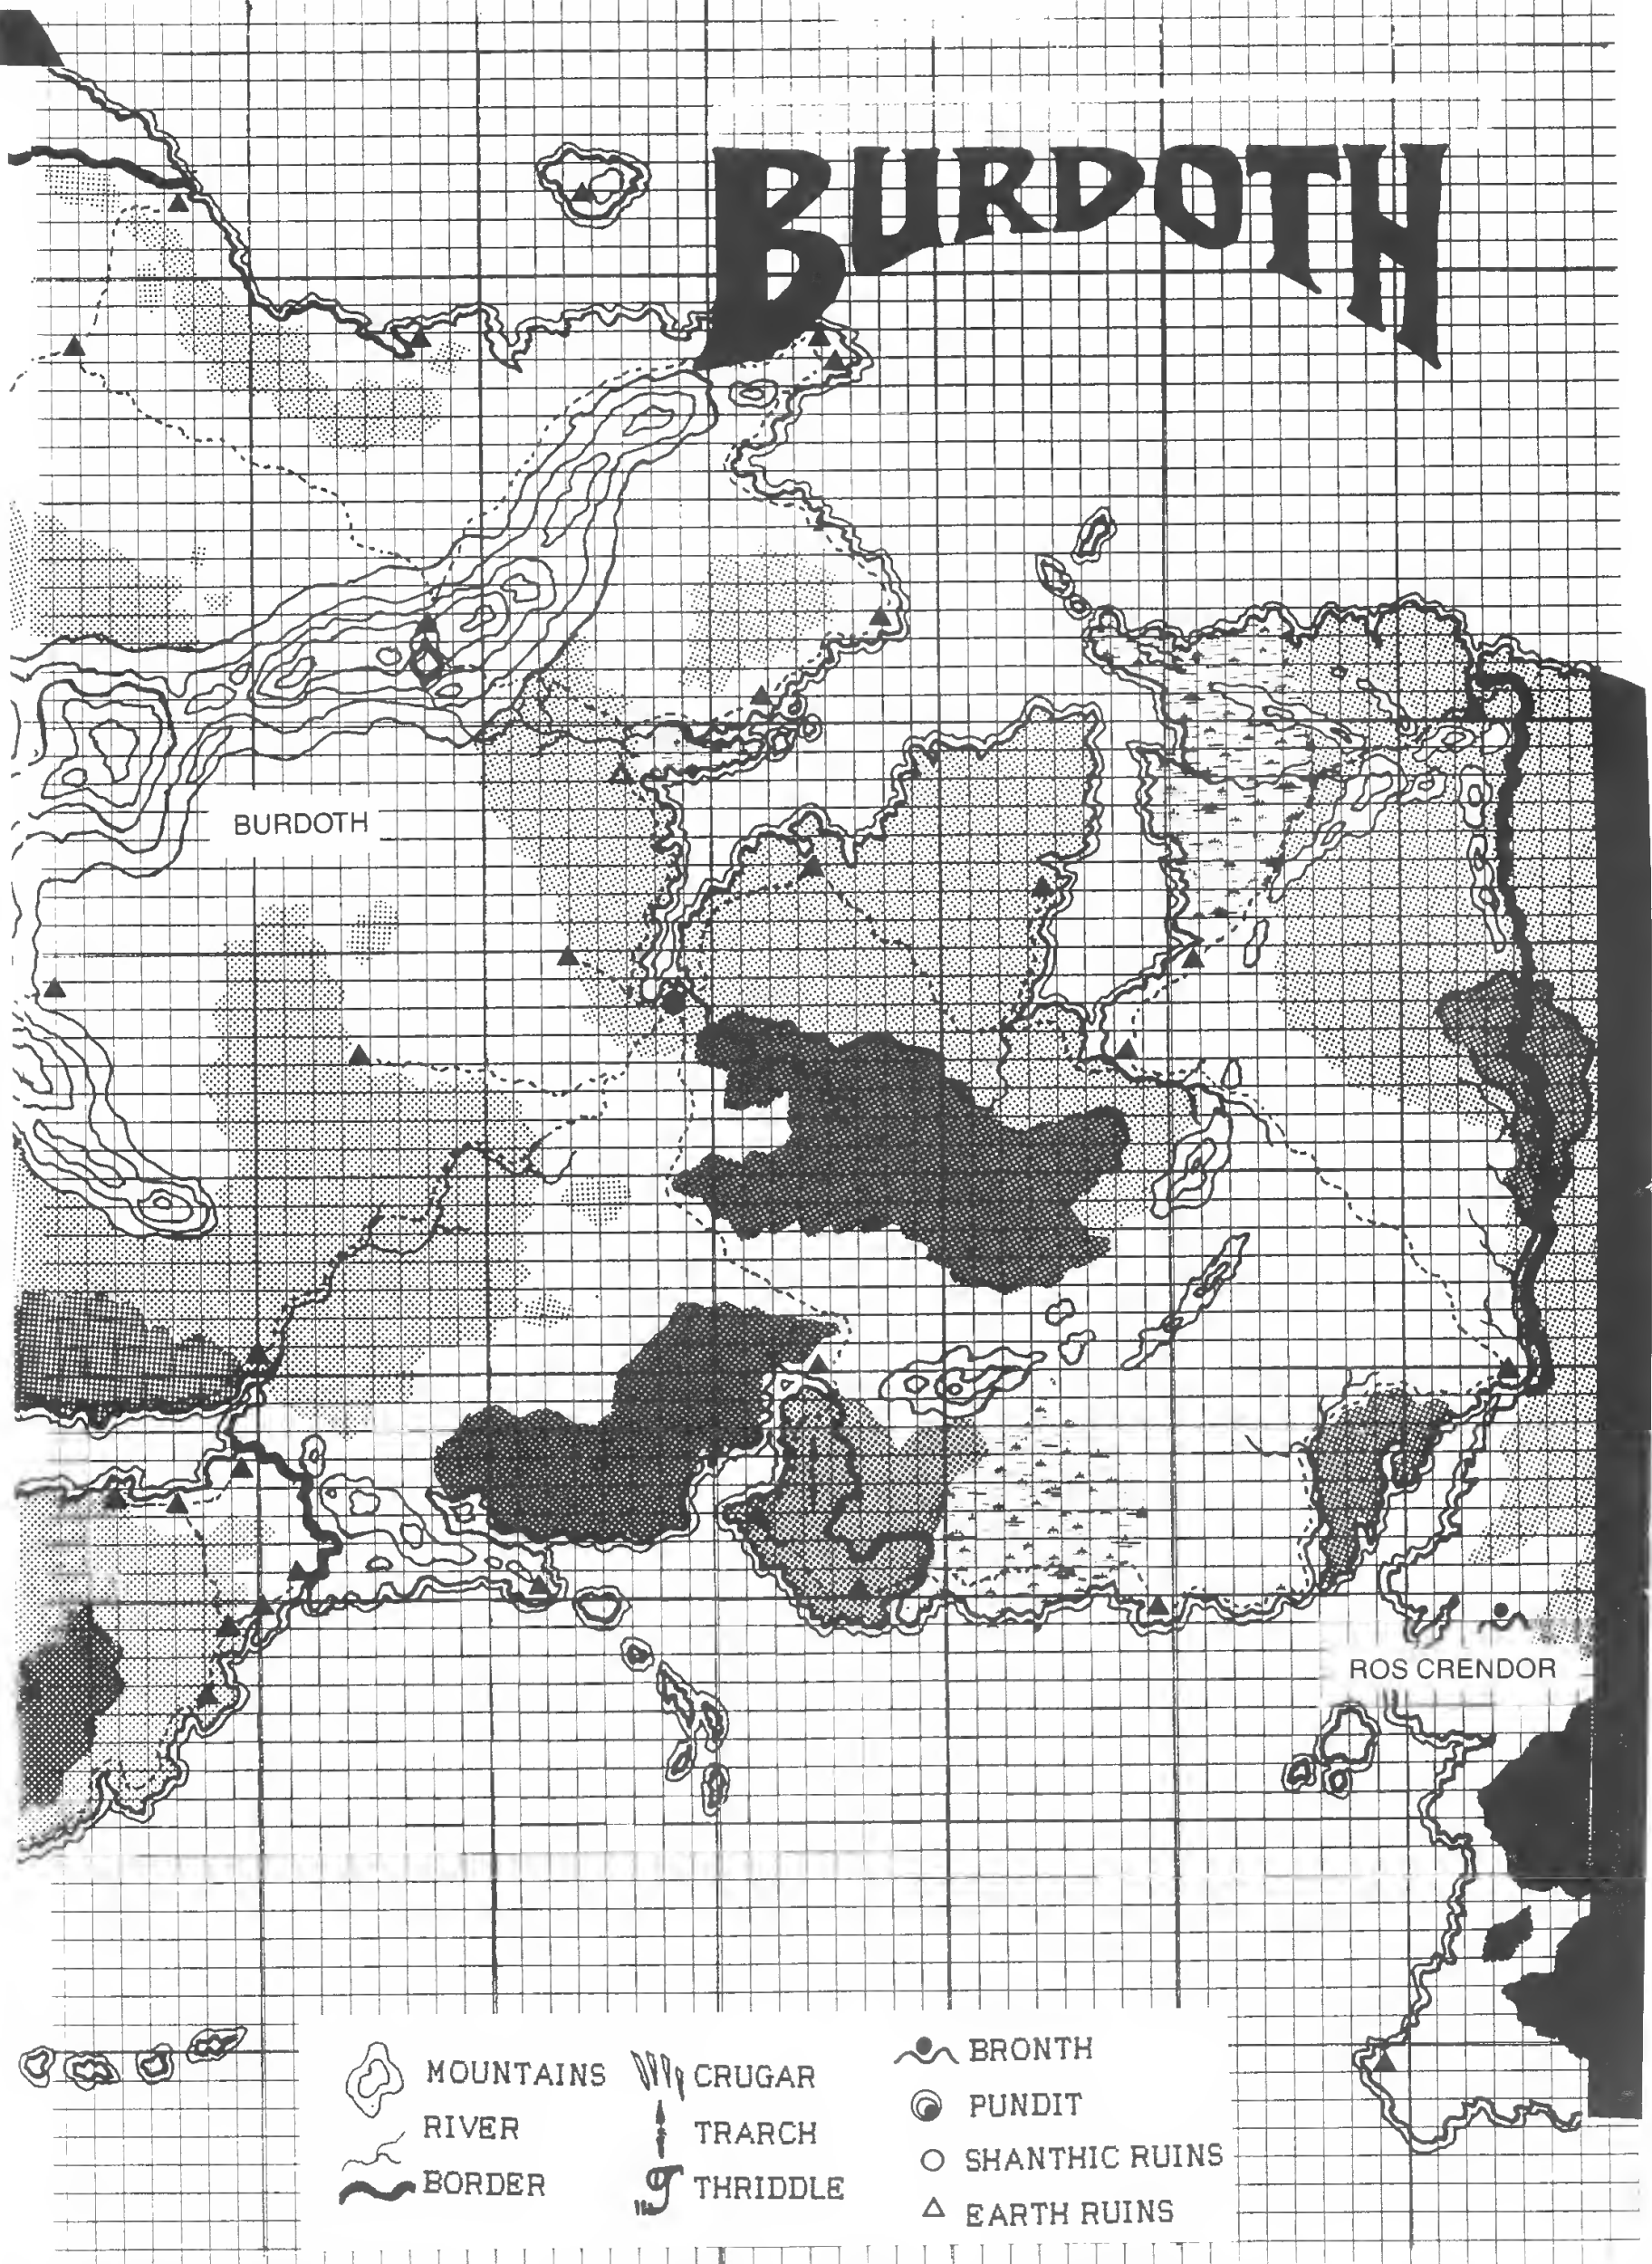 BURDOTH
BURDOTH
ROS CRENDOR
MOUNTAINS
RIVER
BORDER
CRUGAR
TRARCH
THRIDDLE
BRONTH
PUNDIT
SHANTHIC RUINS
EARTH RUINS